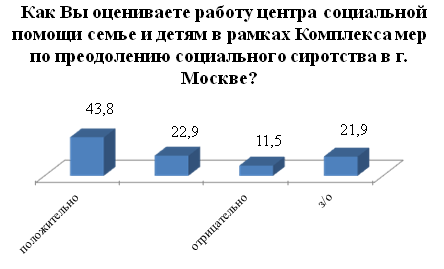 Как Вы оцениваете работу центра социальной
помощи семье и детям в рамках Комплекса мер
по преодолению социального сиротства в г.
Москве?
43,8
22,9
11,5
21,9
положительно
отрицательно
з/о